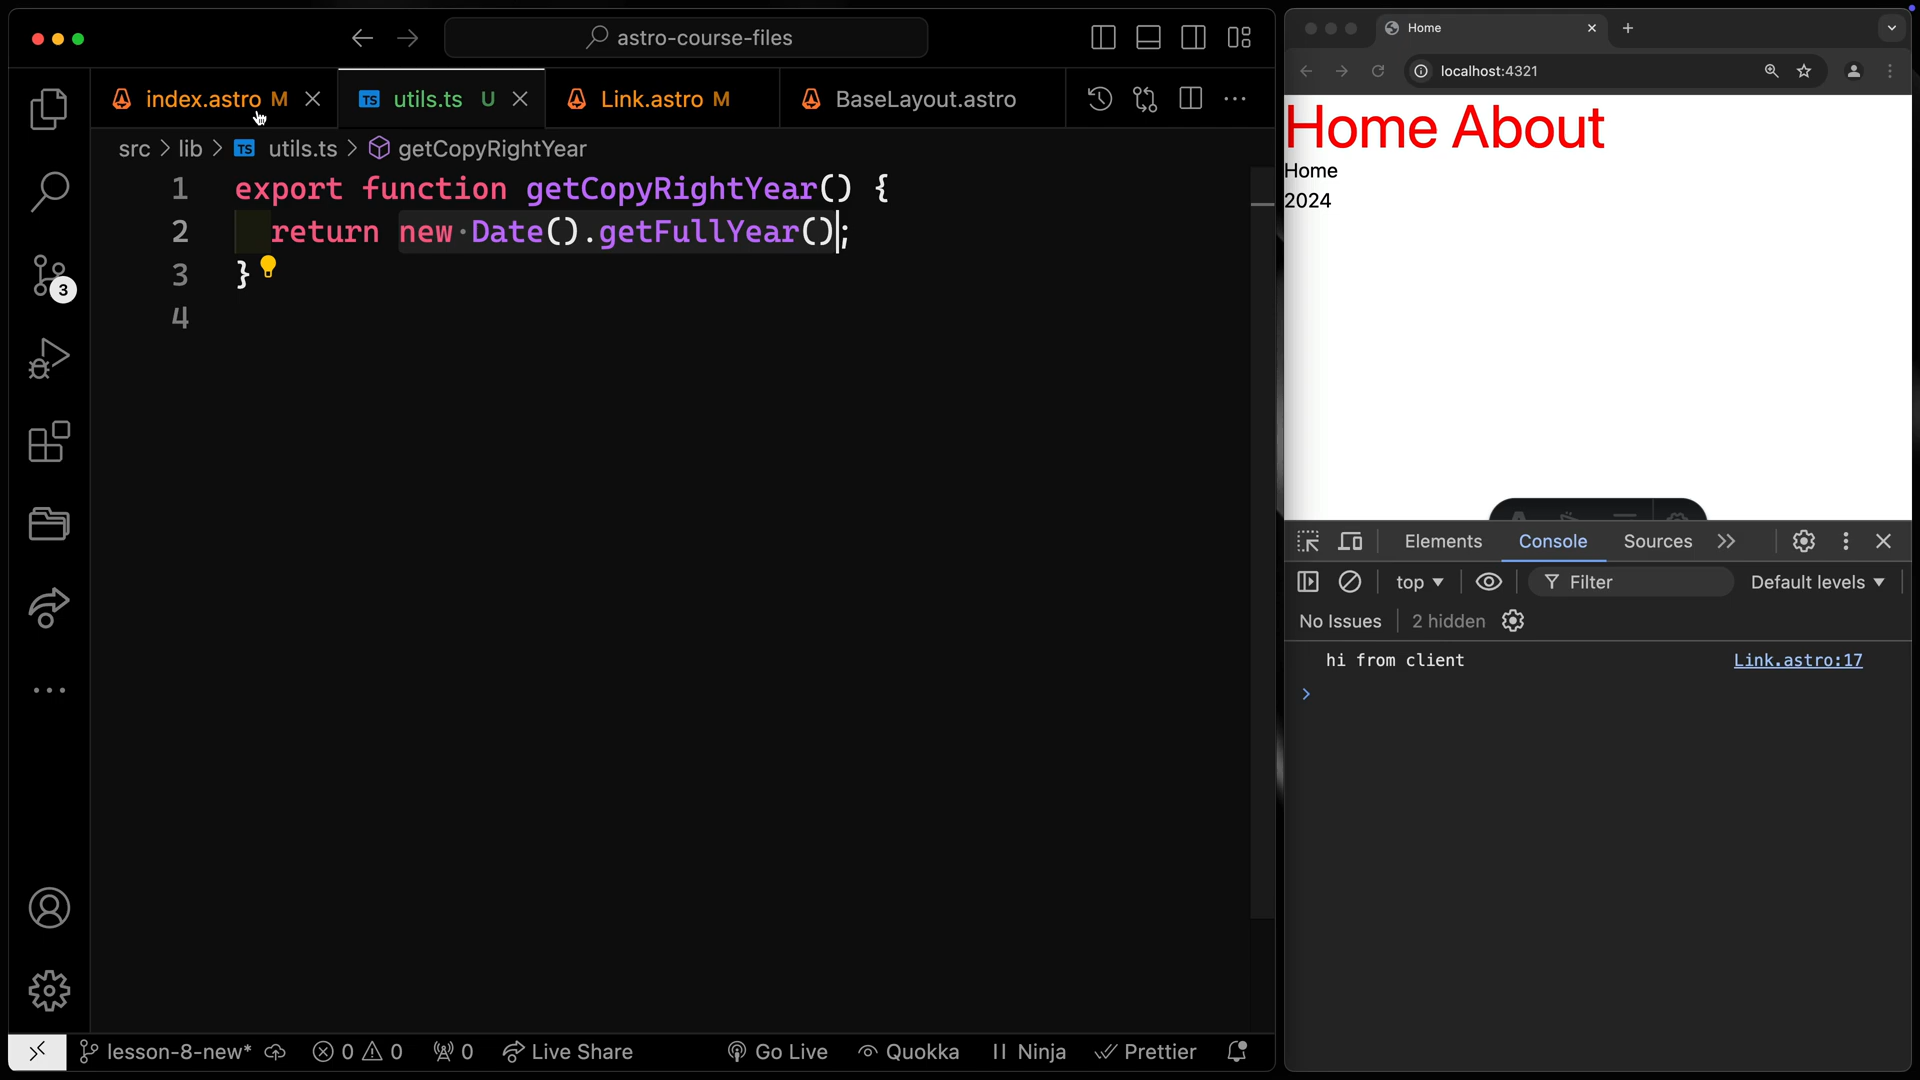 astro-course-files
index.astro M
TS utils.ts U
Link.astro M
BaseLayout.astro
src > lib > TS utils.ts > getCopyRightYear
1 export function getCopyRightYear() {
2 return new·Date().getFullYear();
3 }
4
3
lesson-8-new*
0 0
0
Live Share
Go Live
Quokka
Ninja
Prettier
Home
localhost:4321
Home About
Home
2024
Elements
Console
Sources
top
Filter
Default levels
No Issues
2 hidden
hi from client Link.astro:17